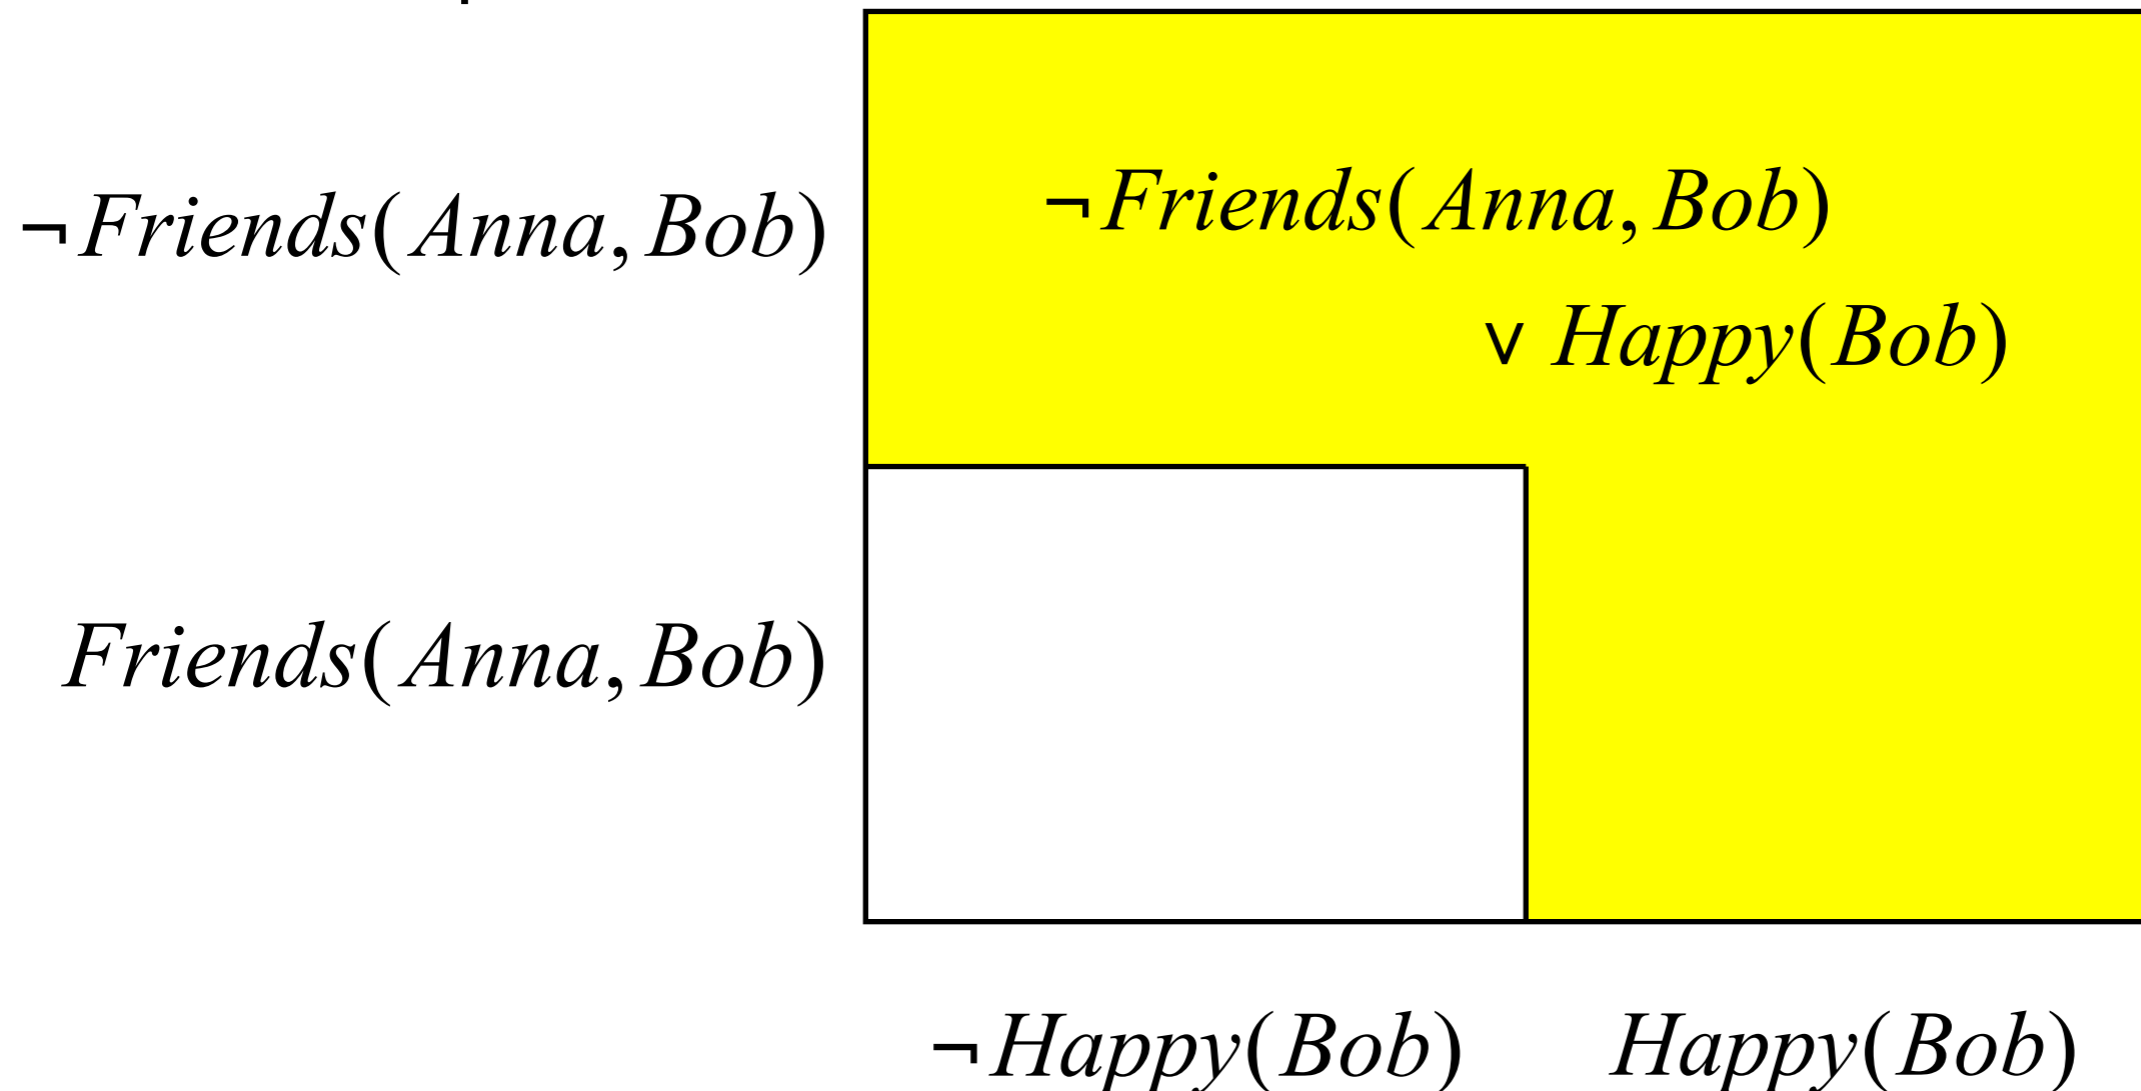 ¬Friends(Anna,Bob)
¬Friends(Anna,Bob)
∨ Happy(Bob)
Friends(Anna,Bob)
¬Happy(Bob) Happy(Bob)